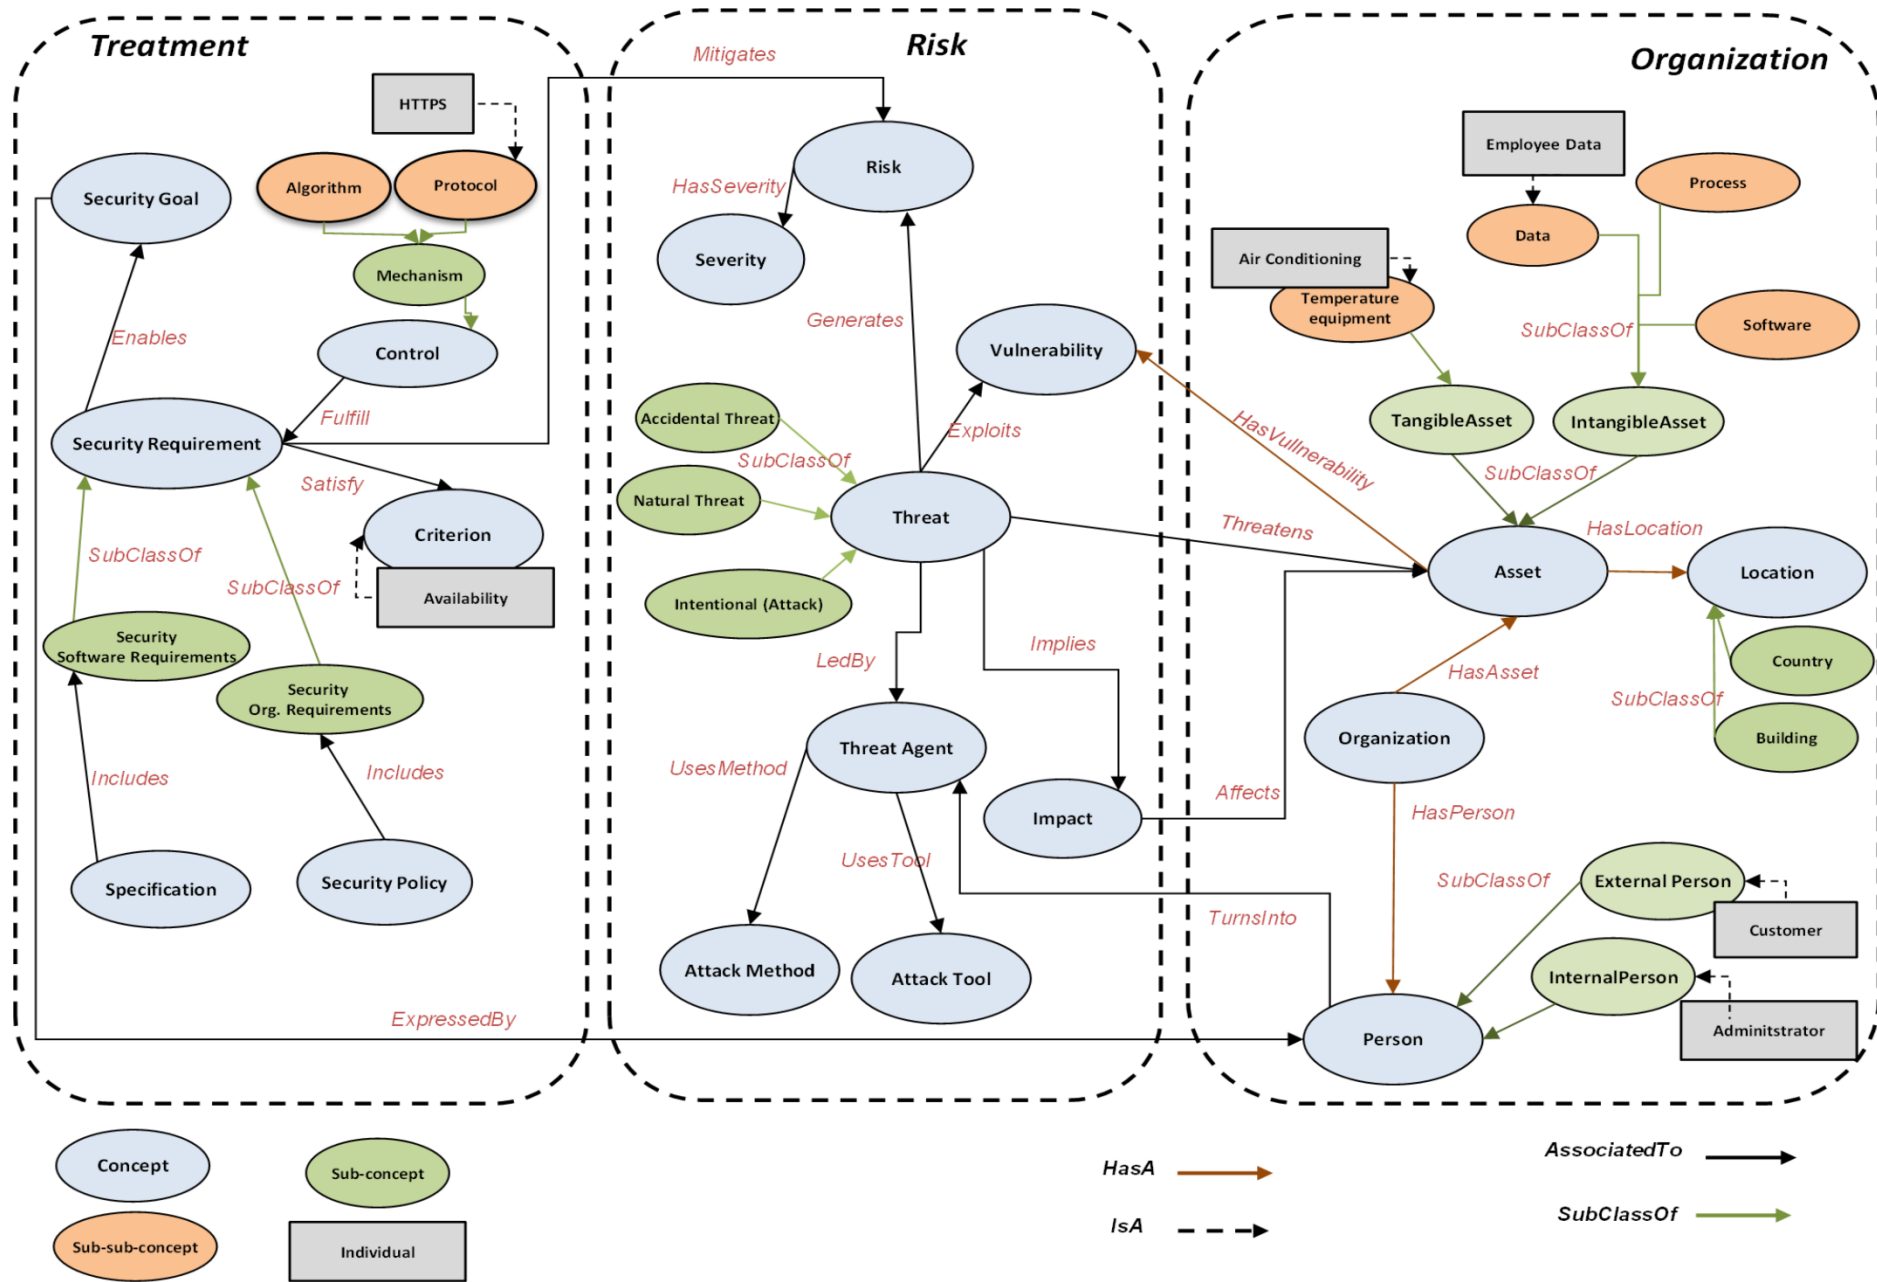 Treatment
Risk
Organization
Mitigates
HTTPS
Algorithm
Protocol
Security Goal
Mechanism
Enables
Control
Fulfill
Security Requirement
Satisfy
Criterion
Availability
SubClassOf
SubClassOf
Security
Software Requirements
Security
Org. Requirements
Includes
Includes
Specification
Security Policy
ExpressedBy
Risk
HasSeverity
Severity
Generates
Vulnerability
Accidental Threat
SubClassOf
Exploits
Natural Threat
Threat
Intentional (Attack)
LedBy
Implies
Threat Agent
UsesMethod
UsesTool
Impact
Attack Method
Attack Tool
Employee Data
Process
Data
Air Conditioning
Temperature
equipment
SubClassOf
Software
TangibleAsset
IntangibleAsset
HasVullnerability
SubClassOf
Threatens
HasLocation
Asset
Location
HasAsset
Country
SubClassOf
Building
Organization
Affects
HasPerson
SubClassOf
External Person
Customer
TurnsInto
InternalPerson
Adminitstrator
Person
Concept
Sub-concept
Sub-sub-concept
Individual
HasA
IsA
AssociatedTo
SubClassOf